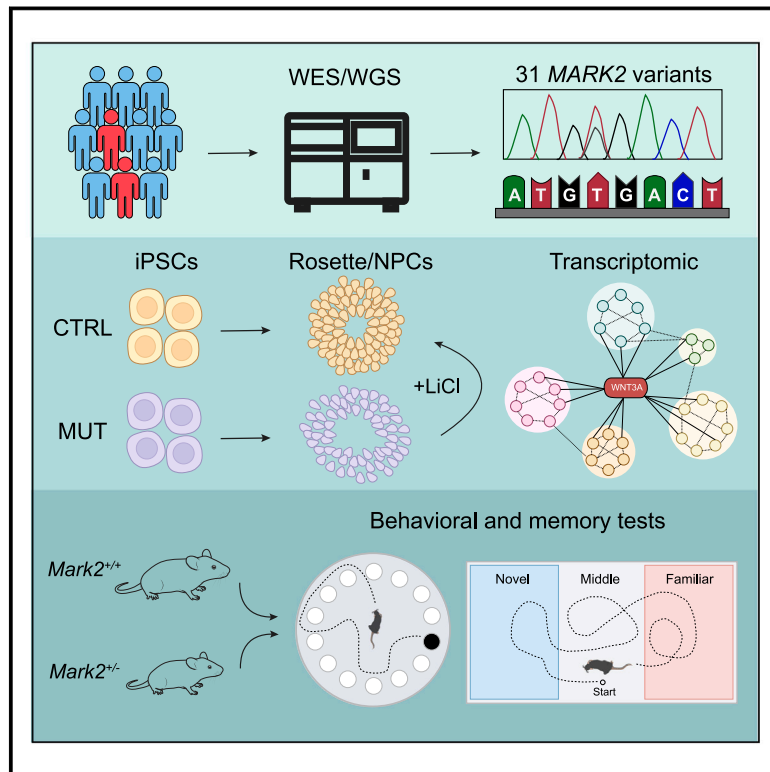 WES/WGS
31 MARK2 variants
A T G T G A C T
iPSCs
Rosette/NPCs
Transcriptomic
CTRL
+LiCl
WNT3A
MUT
Behavioral and memory tests
Mark2+/+
Mark2+/-
Novel
Middle
Familiar
Start